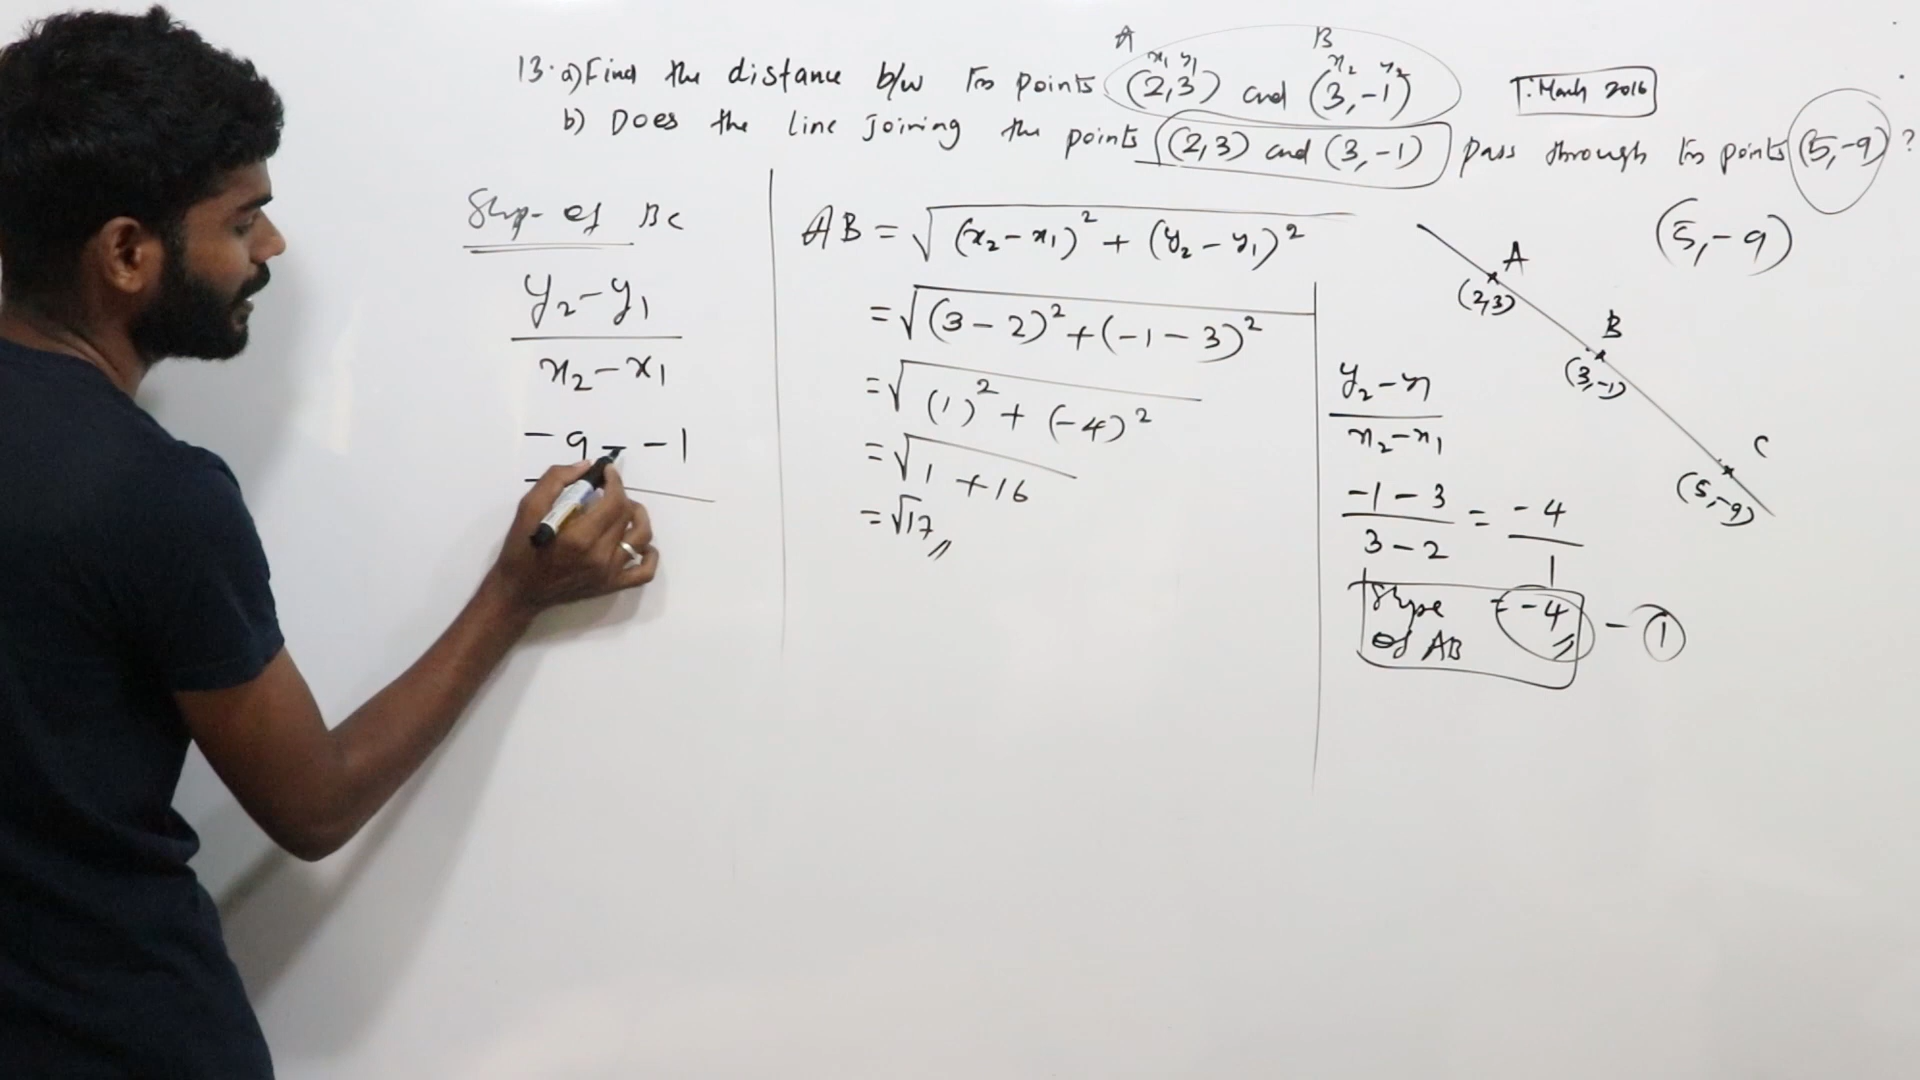 13. a) Find the distance b/w the points (2,3) and (3,-1)
A x₁ y₁ B x₂ y₂
T. March 2016
b) Does the line joining the points (2,3) and (3,-1) pass through the points (5,-9) ?
Slope of BC
y₂-y₁
x₂-x₁
-9 - -1
AB = √(x₂-x₁)² + (y₂-y₁)²
= √(3-2)² + (-1-3)²
= √(1)² + (-4)²
= √1 + 16
= √17 //
(5,-9)
A
(2,3)
B
(3,-1)
C
(5,-9)
y₂-y₁
x₂-x₁
-1-3 = -4
3-2 1
Slope = -4 - ①
of AB